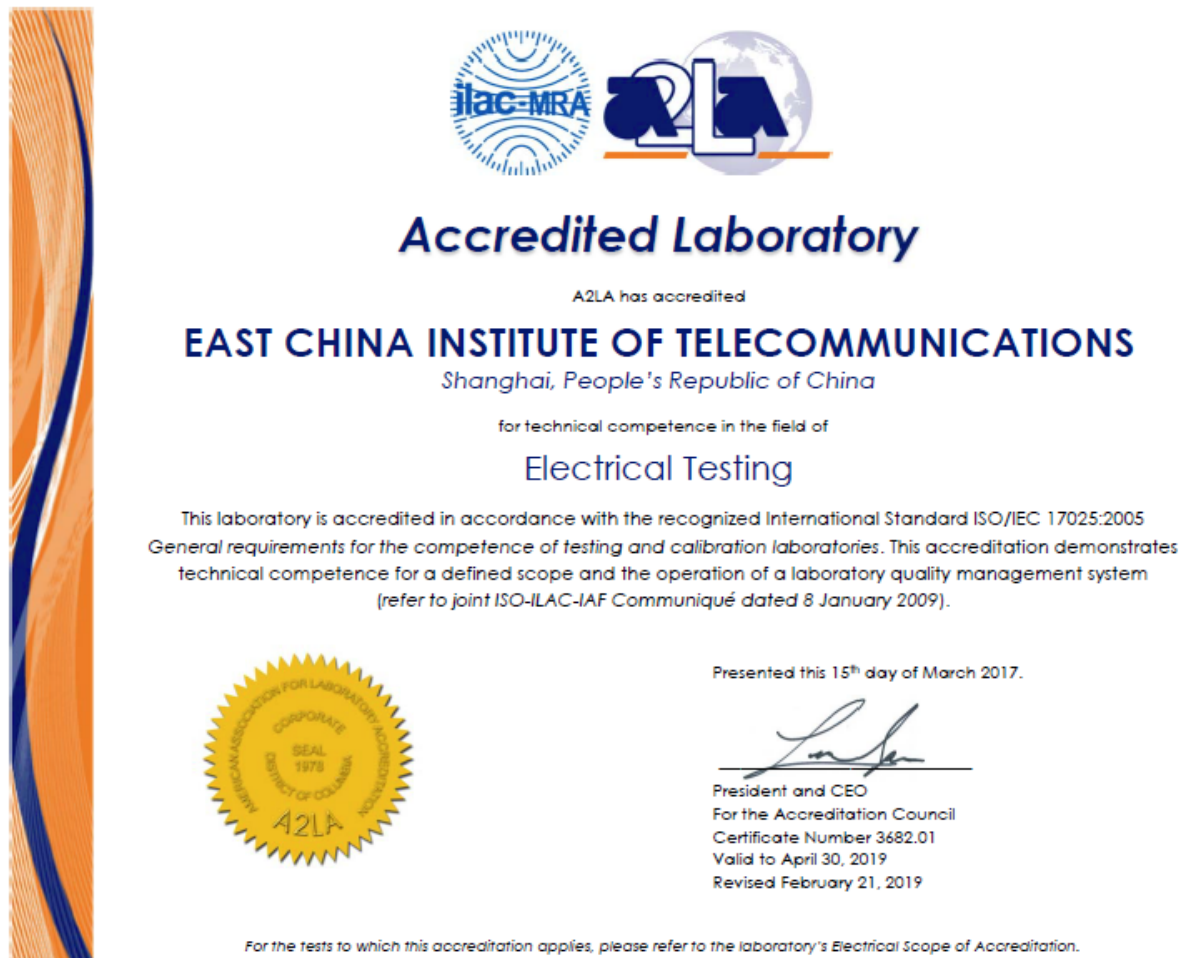 ilac-MRA
a2La
Accredited Laboratory
A2LA has accredited
EAST CHINA INSTITUTE OF TELECOMMUNICATIONS
Shanghai, People's Republic of China
for technical competence in the field of
Electrical Testing
This laboratory is accredited in accordance with the recognized International Standard ISO/IEC 17025:2005
General requirements for the competence of testing and calibration laboratories. This accreditation demonstrates
technical competence for a defined scope and the operation of a laboratory quality management system
(refer to joint ISO-ILAC-IAF Communiqué dated 8 January 2009).
AMERICAN ASSOCIATION FOR LABORATORY ACCREDITATION
CORPORATE
SEAL
1978
DISTRICT OF COLUMBIA
A2LA
Presented this 15th day of March 2017.
President and CEO
For the Accreditation Council
Certificate Number 3682.01
Valid to April 30, 2019
Revised February 21, 2019
For the tests to which this accreditation applies, please refer to the laboratory's Electrical Scope of Accreditation.